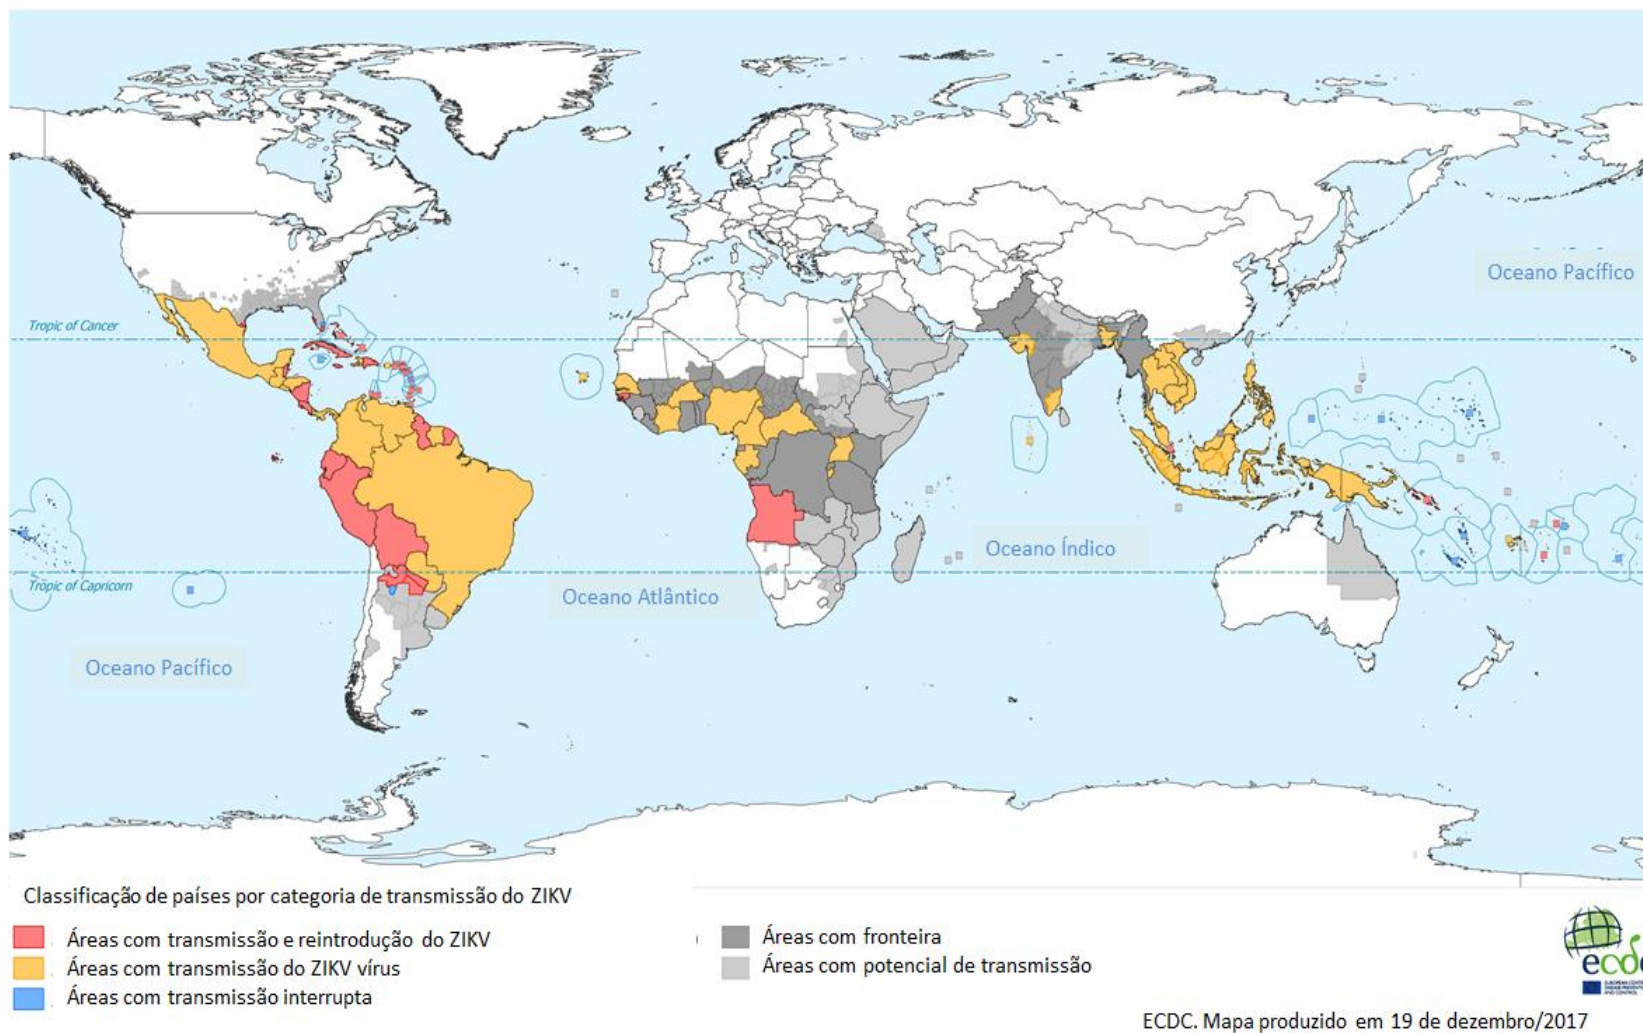 Oceano Pacífico
Tropic of Cancer
Oceano Índico
Tropic of Capricorn
Oceano Atlântico
Oceano Pacífico
Classificação de países por categoria de transmissão do ZIKV
Áreas com transmissão e reintrodução do ZIKV
Áreas com transmissão do ZIKV vírus
Áreas com transmissão interrupta
Áreas com fronteira
Áreas com potencial de transmissão
ecdc
ECDC. Mapa produzido em 19 de dezembro/2017